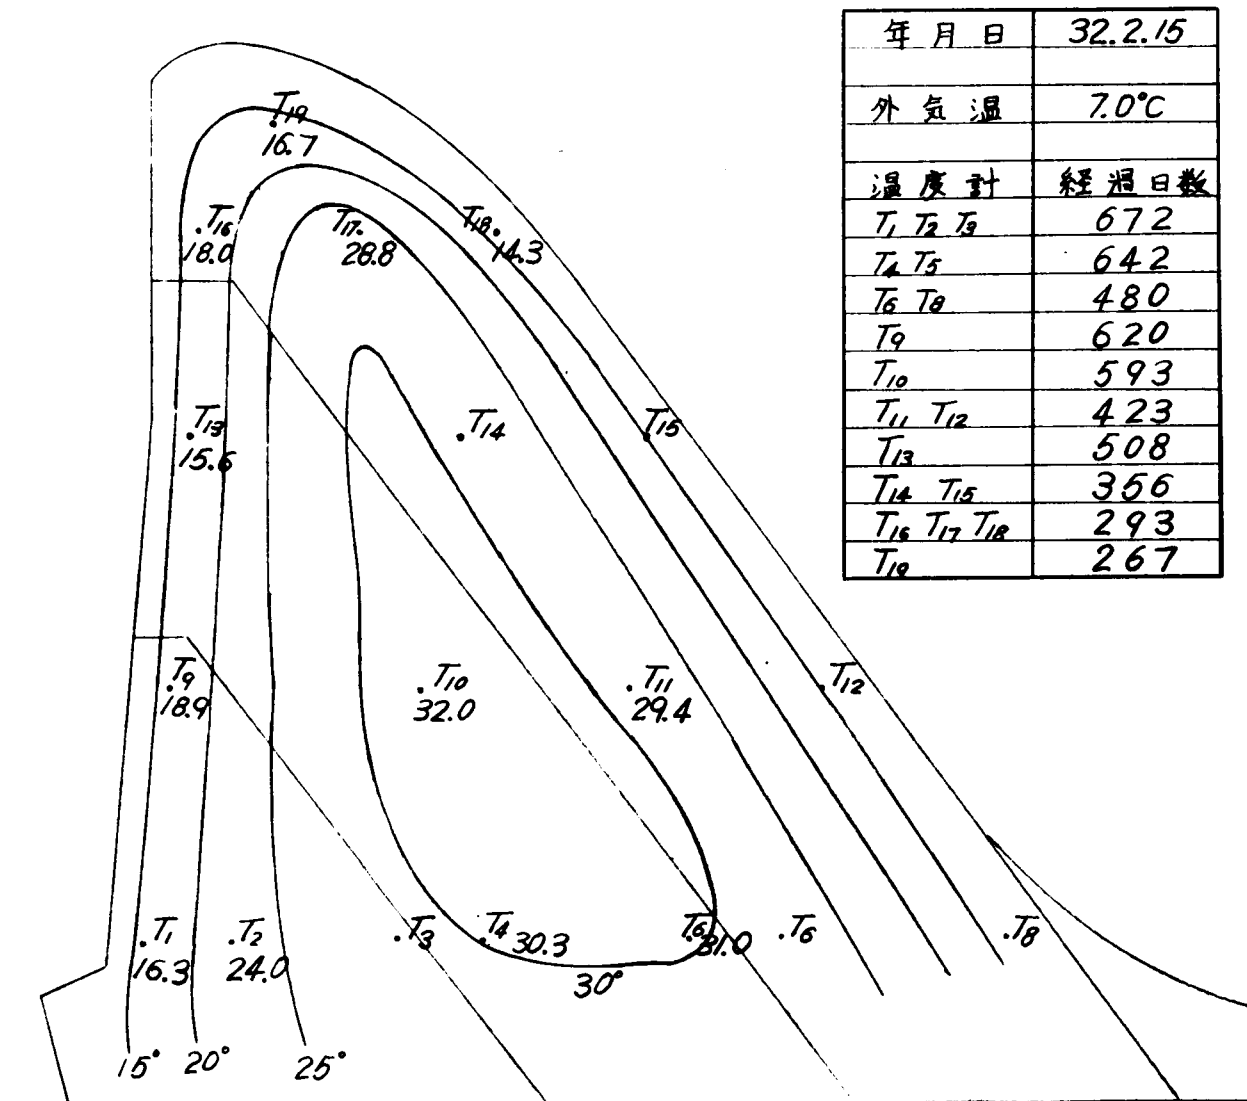 年月日 32.2.15
外気温 7.0°C
温度計 経過日数
T1 T2 T3 672
T4 T5 642
T6 T8 480
T9 620
T10 593
T11 T12 423
T13 508
T14 T15 356
T16 T17 T18 293
T19 267
T19
16.7
T16 T17 T18
18.0 28.8 14.3
T13 T14 T15
15.6
T9 T10 T11 T12
18.9 32.0 29.4
T1 T2 T3 T4 30.3 T6 31.0 T6 T8
16.3 24.0
30°
15° 20° 25°